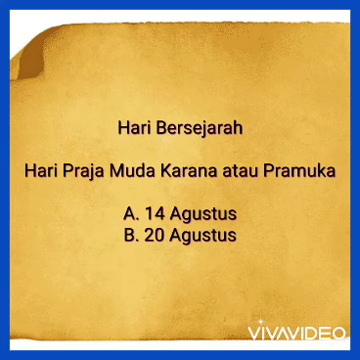 Hari Bersejarah
Hari Praja Muda Karana atau Pramuka
A. 14 Agustus
B. 20 Agustus
VIVAVIDEO